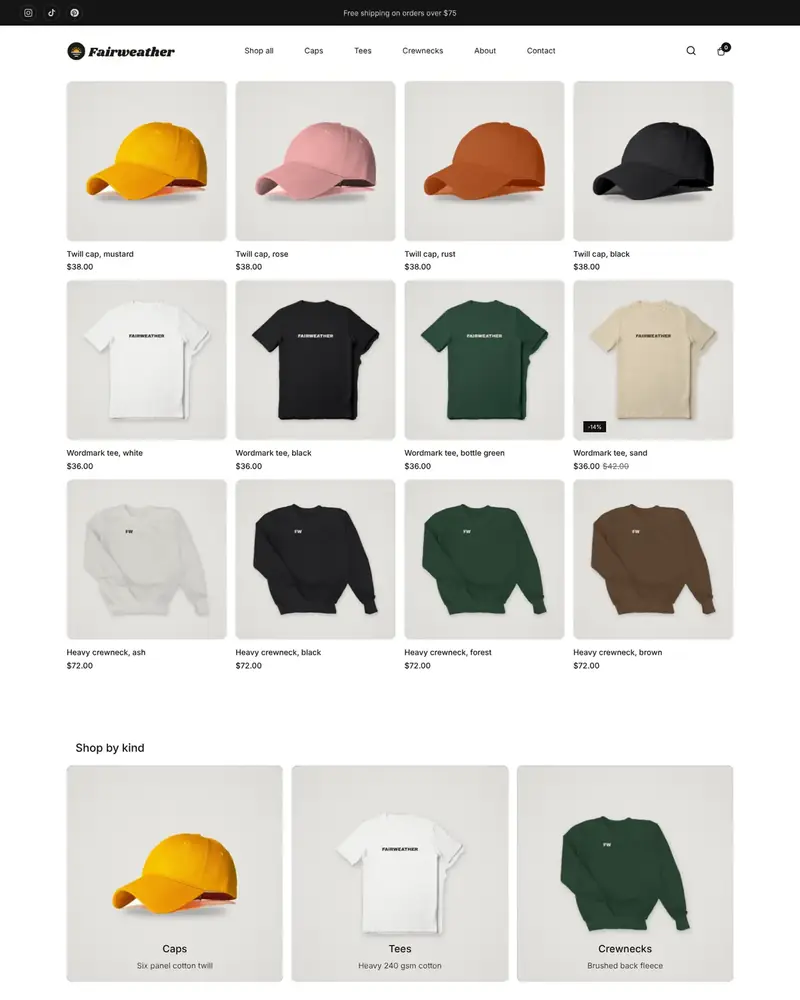 Free shipping on orders over $75
Fairweather
Shop all
Caps
Tees
Crewnecks
About
Contact
0
Twill cap, mustard
$38.00
Twill cap, rose
$38.00
Twill cap, rust
$38.00
Twill cap, black
$38.00
FAIRWEATHER
FAIRWEATHER
FAIRWEATHER
FAIRWEATHER
-14%
Wordmark tee, white
$36.00
Wordmark tee, black
$36.00
Wordmark tee, bottle green
$36.00
Wordmark tee, sand
$36.00 $42.00
FW
FW
FW
FW
Heavy crewneck, ash
$72.00
Heavy crewneck, black
$72.00
Heavy crewneck, forest
$72.00
Heavy crewneck, brown
$72.00
Shop by kind
FAIRWEATHER
FW
Caps
Six panel cotton twill
Tees
Heavy 240 gsm cotton
Crewnecks
Brushed back fleece